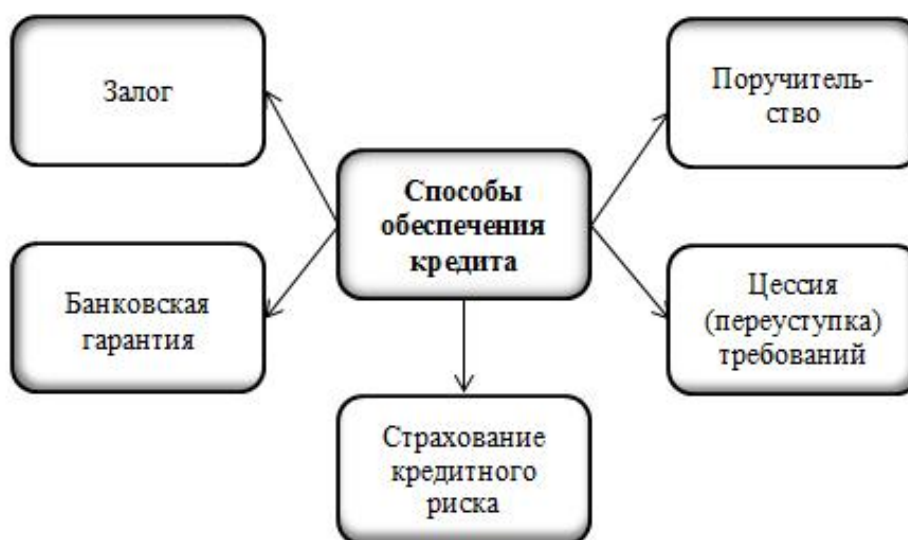 Залог
Поручитель-
ство
Способы
обеспечения
кредита
Банковская
гарантия
Цессия
(переуступка)
требований
Страхование
кредитного
риска